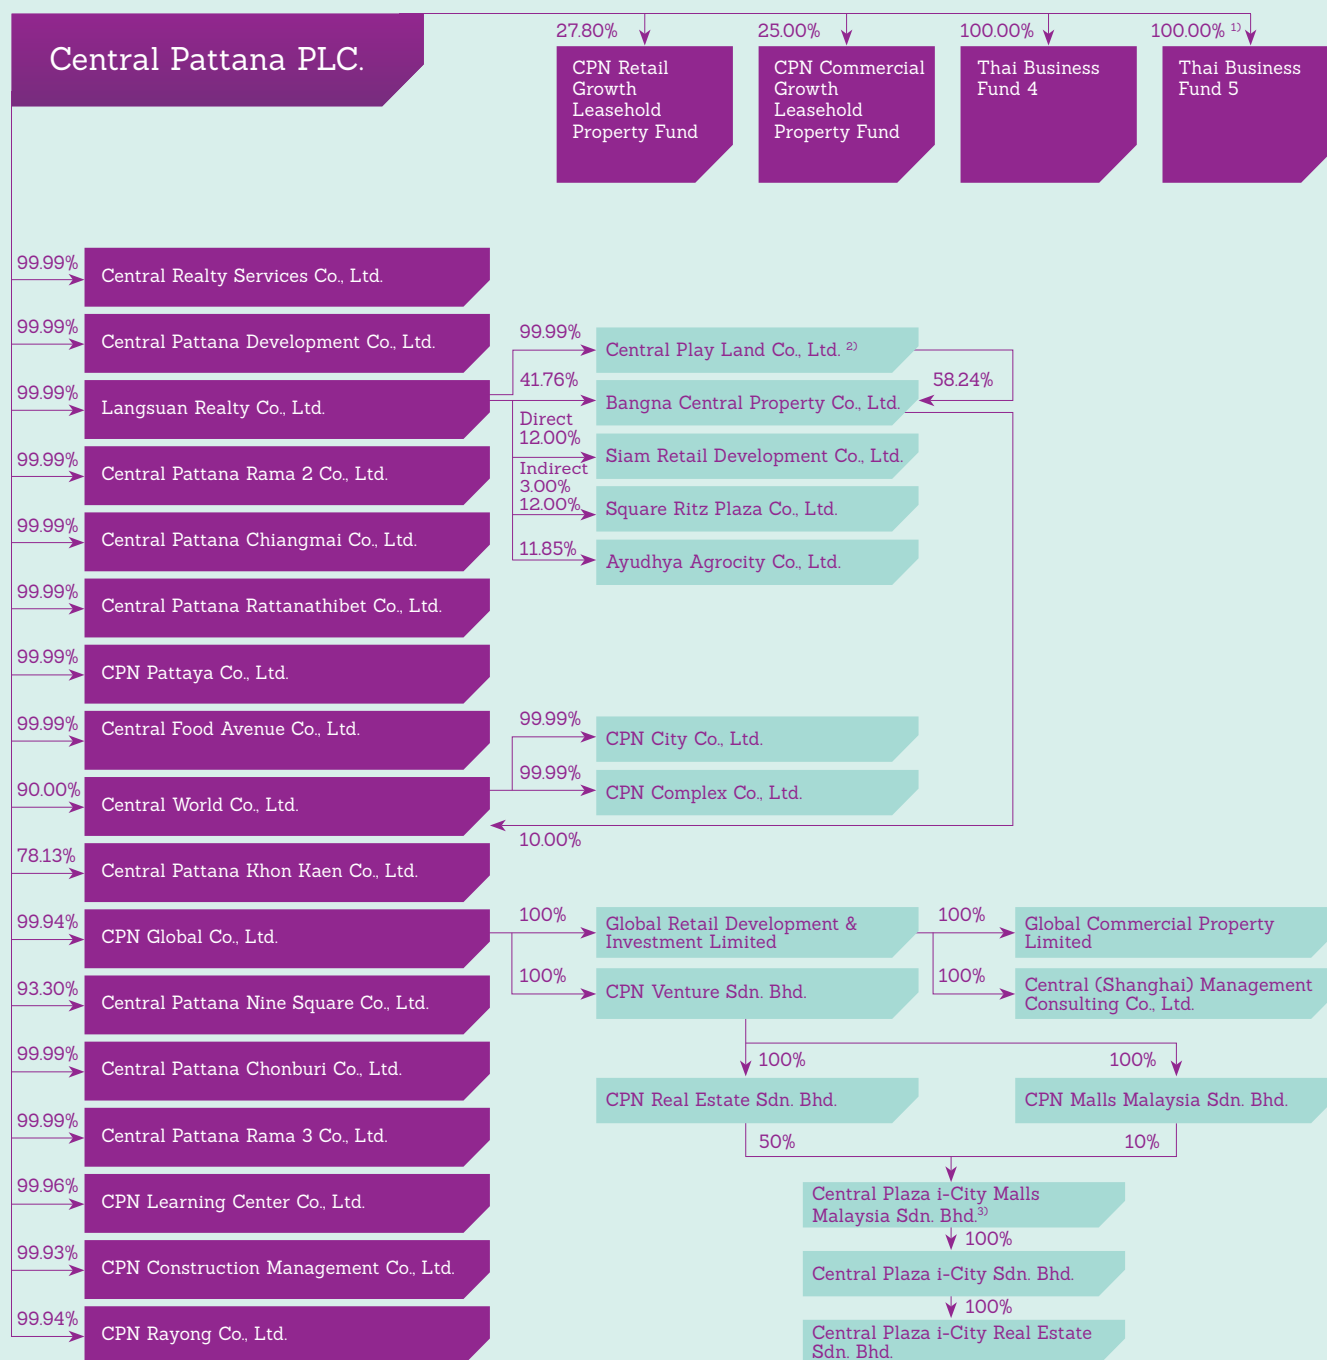 Central Pattana PLC.
27.80%
25.00%
100.00%
100.00% 1)
CPN Retail
Growth
Leasehold
Property Fund
CPN Commercial
Growth
Leasehold
Property Fund
Thai Business
Fund 4
Thai Business
Fund 5
99.99%
Central Realty Services Co., Ltd.
99.99%
Central Pattana Development Co., Ltd.
99.99%
Langsuan Realty Co., Ltd.
99.99%
Central Play Land Co., Ltd. 2)
41.76%
Bangna Central Property Co., Ltd.
58.24%
Direct
12.00%
Siam Retail Development Co., Ltd.
Indirect
3.00%
12.00%
Square Ritz Plaza Co., Ltd.
11.85%
Ayudhya Agrocity Co., Ltd.
99.99%
Central Pattana Rama 2 Co., Ltd.
99.99%
Central Pattana Chiangmai Co., Ltd.
99.99%
Central Pattana Rattanathibet Co., Ltd.
99.99%
CPN Pattaya Co., Ltd.
99.99%
Central Food Avenue Co., Ltd.
90.00%
Central World Co., Ltd.
99.99%
CPN City Co., Ltd.
99.99%
CPN Complex Co., Ltd.
10.00%
78.13%
Central Pattana Khon Kaen Co., Ltd.
99.94%
CPN Global Co., Ltd.
100%
Global Retail Development &
Investment Limited
100%
Global Commercial Property
Limited
100%
CPN Venture Sdn. Bhd.
100%
Central (Shanghai) Management
Consulting Co., Ltd.
93.30%
Central Pattana Nine Square Co., Ltd.
99.99%
Central Pattana Chonburi Co., Ltd.
100%
100%
CPN Real Estate Sdn. Bhd.
CPN Malls Malaysia Sdn. Bhd.
99.99%
Central Pattana Rama 3 Co., Ltd.
50%
10%
99.96%
CPN Learning Center Co., Ltd.
Central Plaza i-City Malls
Malaysia Sdn. Bhd.3)
100%
99.93%
CPN Construction Management Co., Ltd.
Central Plaza i-City Sdn. Bhd.
100%
99.94%
CPN Rayong Co., Ltd.
Central Plaza i-City Real Estate
Sdn. Bhd.